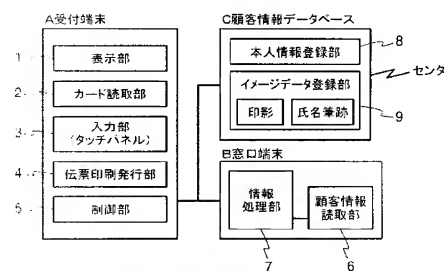 A受付端末
1
表示部
2
カード読取部
3
入力部
(タッチパネル)
4
伝票印刷発行部
5
制御部
C顧客情報データベース
本人情報登録部
8
センタ
イメージデータ登録部
印影
氏名筆跡
9
B窓口端末
情報
処理部
顧客情報
読取部
7
6